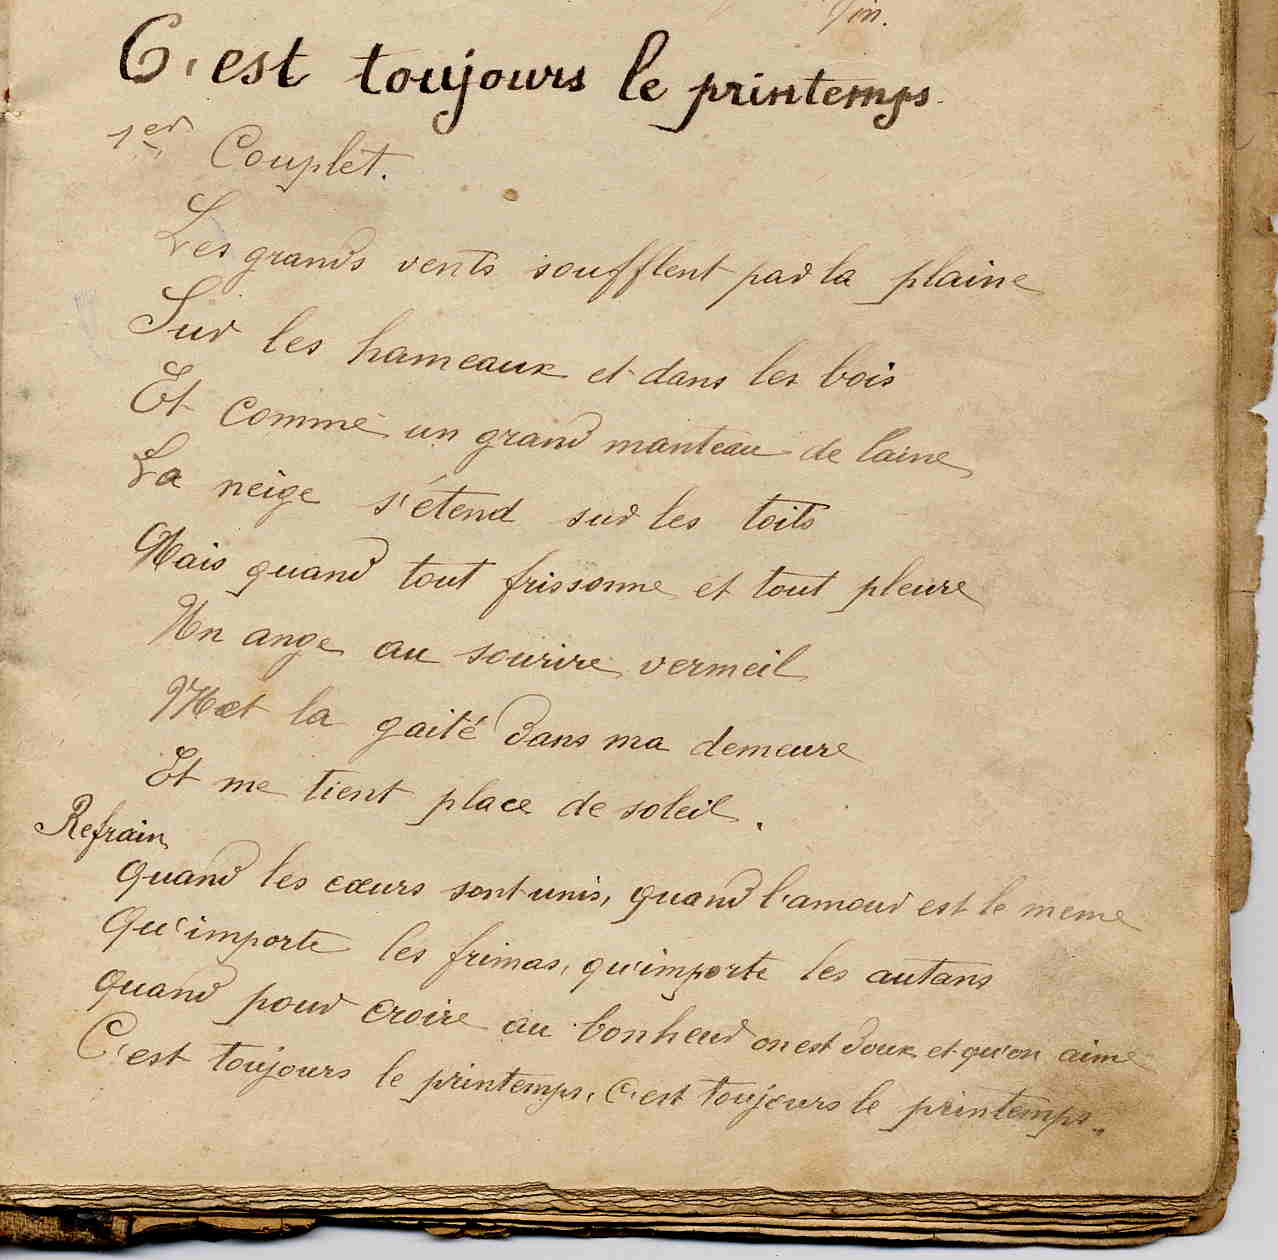 Fin.
C'est toujours le printemps
1er Couplet.
Les grands vents soufflent par la plaine
Sur les hameaux et dans les bois
Et comme un grand manteau de laine
La neige s'étend sur les toits
Mais quand tout frissonne et tout pleure
Un ange au sourire vermeil
Met la gaité dans ma demeure
Et me tient place de soleil.
Refrain
Quand les cœurs sont unis, quand l'amour est le meme
Qu'importe les frimas, qu'importe les autans
Quand pour croire au bonheur on est doux et qu'on aime
C'est toujours le printemps, C'est toujours le printemps.